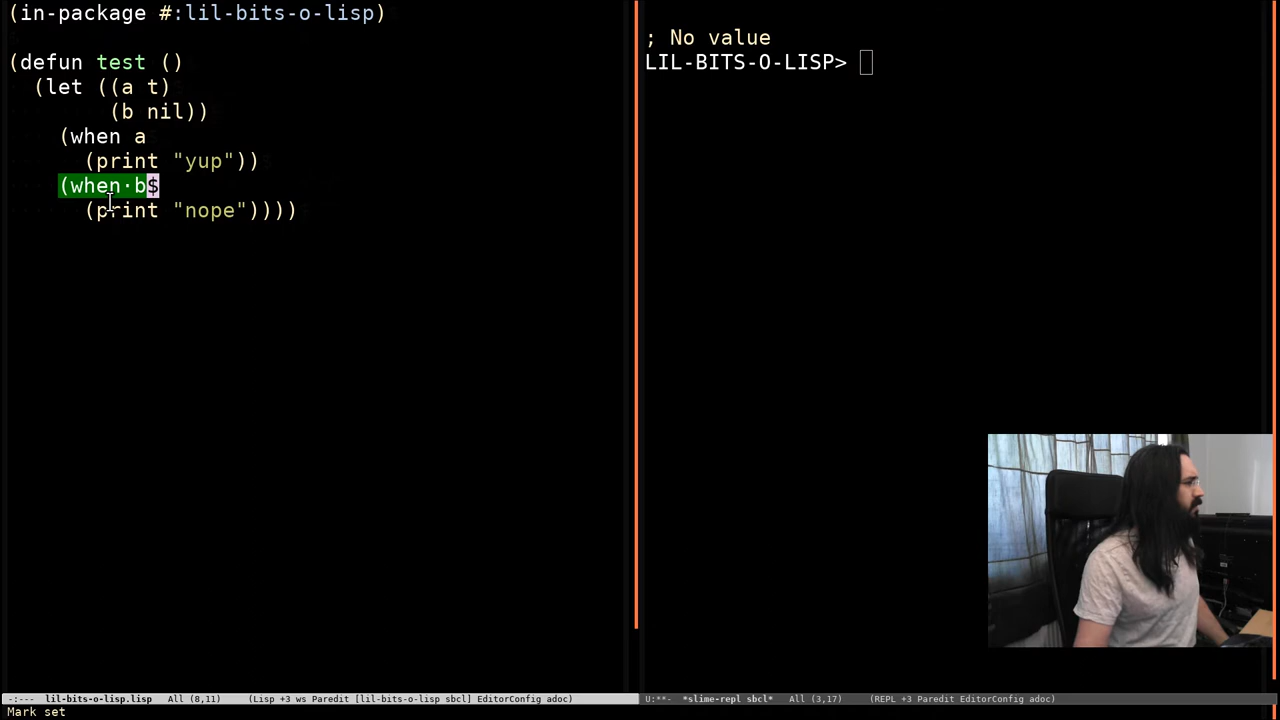 (in-package #:lil-bits-o-lisp)
(defun test ()
(let ((a t)
(b nil))
(when a
(print "yup"))
(when·b$
(print "nope"))))
-:--- lil-bits-o-lisp.lisp All (8,11) (Lisp +3 ws Paredit [lil-bits-o-lisp sbcl] EditorConfig adoc)
Mark set
; No value
LIL-BITS-O-LISP>
U:**- *slime-repl sbcl* All (3,17) (REPL +3 Paredit EditorConfig adoc)